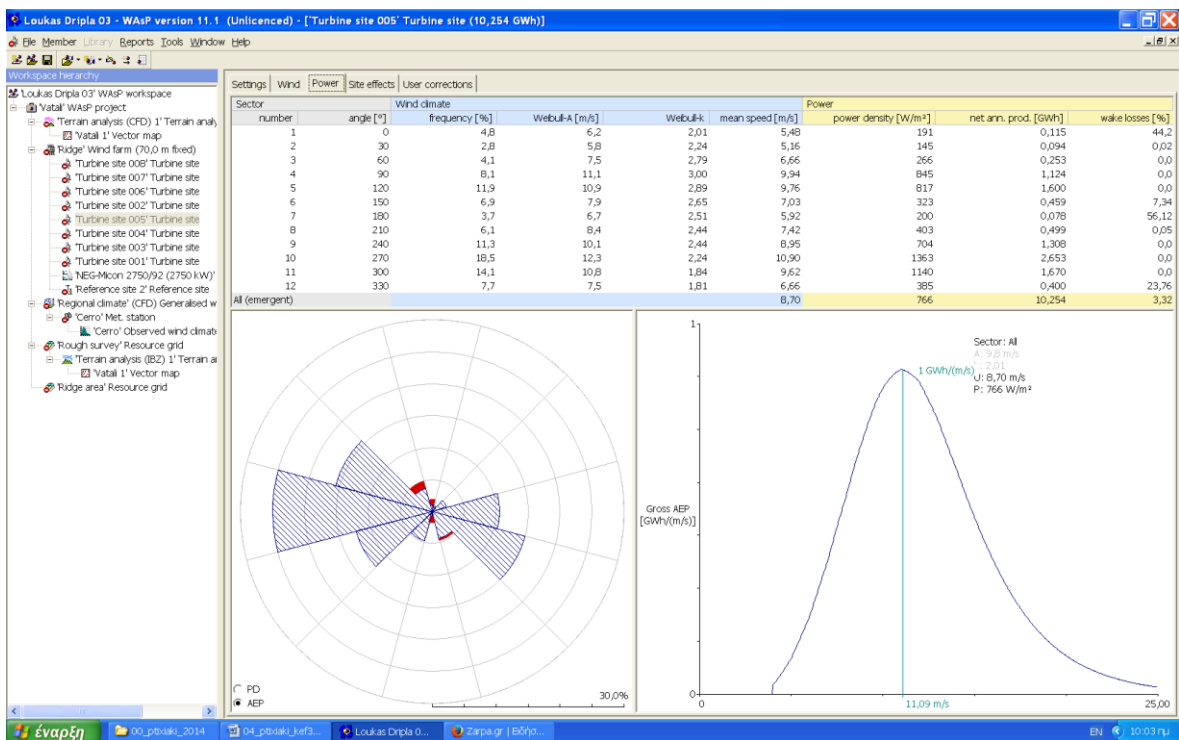 Loukas Dripla 03 - WAsP version 11.1 (Unlicenced) - ['Turbine site 005' Turbine site (10,254 GWh)]
File Member Library Reports Tools Window Help
Workspace hierarchy
'Loukas Dripla 03' WAsP workspace
'Vatali' WAsP project
'Terrain analysis (CFD) 1' Terrain analy
'Vatali 1' Vector map
'Ridge' Wind farm (70,0 m fixed)
'Turbine site 008' Turbine site
'Turbine site 007' Turbine site
'Turbine site 006' Turbine site
'Turbine site 002' Turbine site
'Turbine site 005' Turbine site
'Turbine site 004' Turbine site
'Turbine site 003' Turbine site
'Turbine site 001' Turbine site
'NEG-Micon 2750/92 (2750 kW)'
'Reference site 2' Reference site
'Regional climate' (CFD) Generalised w
'Cerro' Met. station
'Cerro' Observed wind climate
'Rough survey' Resource grid
'Terrain analysis (IBZ) 1' Terrain a
'Vatali 1' Vector map
'Ridge area' Resource grid
Settings Wind Power Site effects User corrections
Sector Wind climate Power
number angle [°] frequency [%] Weibull-A [m/s] Weibull-k mean speed [m/s] power density [W/m²] net ann. prod. [GWh] wake losses [%]
1 0 4,8 6,2 2,01 5,48 191 0,115 44,2
2 30 2,8 5,8 2,24 5,16 145 0,094 0,02
3 60 4,1 7,5 2,79 6,66 266 0,253 0,0
4 90 8,1 11,1 3,00 9,94 845 1,124 0,0
5 120 11,9 10,9 2,89 9,76 817 1,600 0,0
6 150 6,9 7,9 2,65 7,03 323 0,459 7,34
7 180 3,7 6,7 2,51 5,92 200 0,078 56,12
8 210 6,1 8,4 2,44 7,42 403 0,499 0,05
9 240 11,3 10,1 2,44 8,95 704 1,308 0,0
10 270 18,5 12,3 2,24 10,90 1363 2,653 0,0
11 300 14,1 10,8 1,84 9,62 1140 1,670 0,0
12 330 7,7 7,5 1,81 6,66 385 0,400 23,76
All (emergent) 8,70 766 10,254 3,32
PD
AEP
30,0%
1
Sector: All
A: 9,8 m/s
2,01
U: 8,70 m/s
P: 766 W/m²
1 GWh/(m/s)
Gross AEP
[GWh/(m/s)]
0
0 11,09 m/s 25,00
έναρξη 00_ptixiaki_2014 04_ptixiaki_kef3... Loukas Dripla 0... Zarpa.gr | Ειδήσ... EN 10:03 πμ